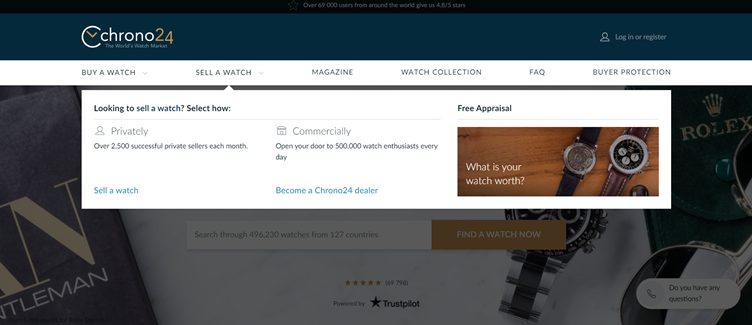 Over 69 000 users from around the world give us 4,8/5 stars
chrono24
The World's Watch Market
Log in or register
BUY A WATCH
SELL A WATCH
MAGAZINE
WATCH COLLECTION
FAQ
BUYER PROTECTION
Looking to sell a watch? Select how:
Free Appraisal
Privately
Over 2,500 successful private sellers each month.
Sell a watch
Commercially
Open your door to 500,000 watch enthusiasts every
day
Become a Chrono24 dealer
What is your
watch worth?
ROLEX
Search through 496,230 watches from 127 countries
FIND A WATCH NOW
AN
NTLEMAN
(69 798)
Powered by Trustpilot
Do you have any
questions?